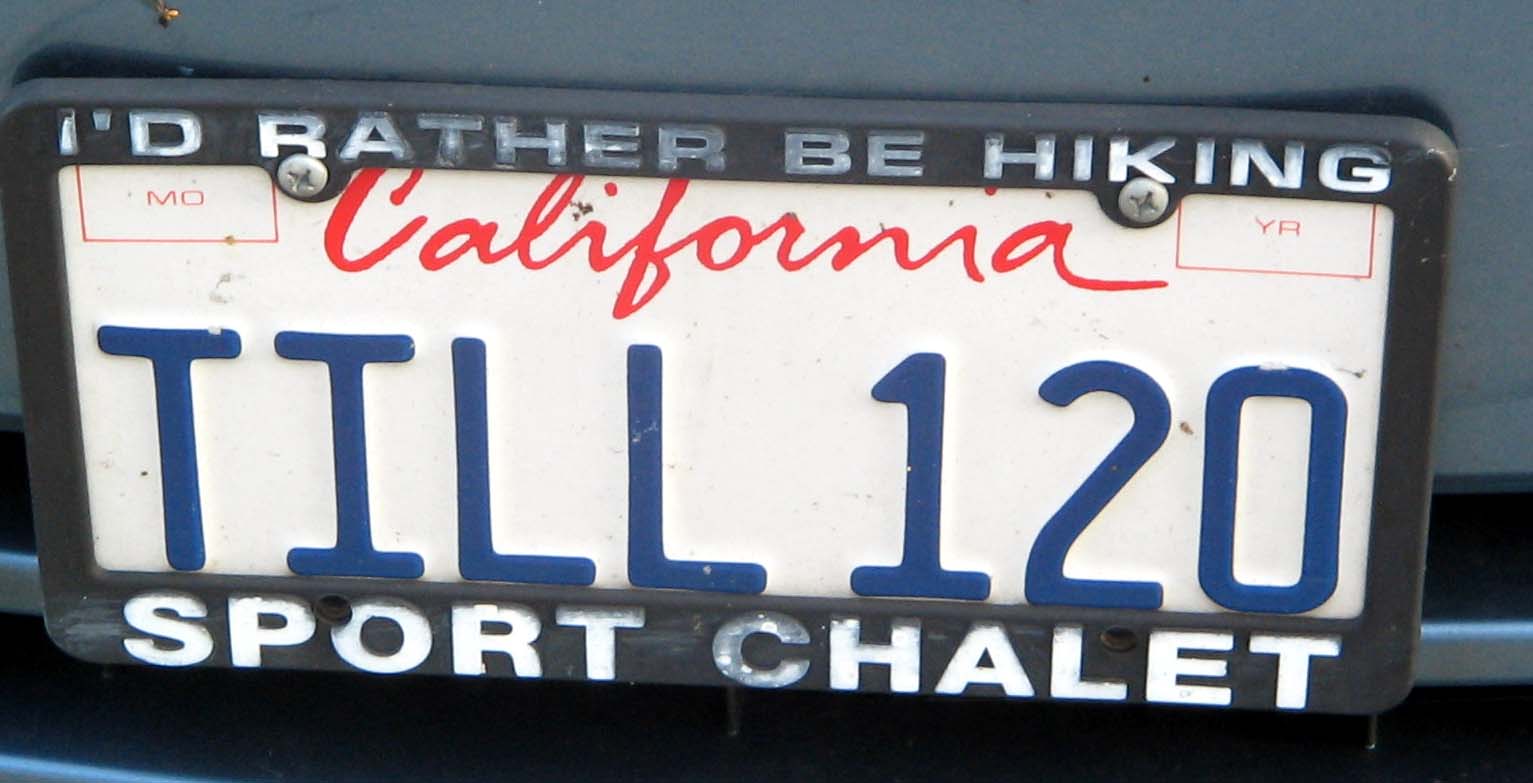 I'D RATHER BE HIKING
MO California YR
TILL 120
SPORT CHALET